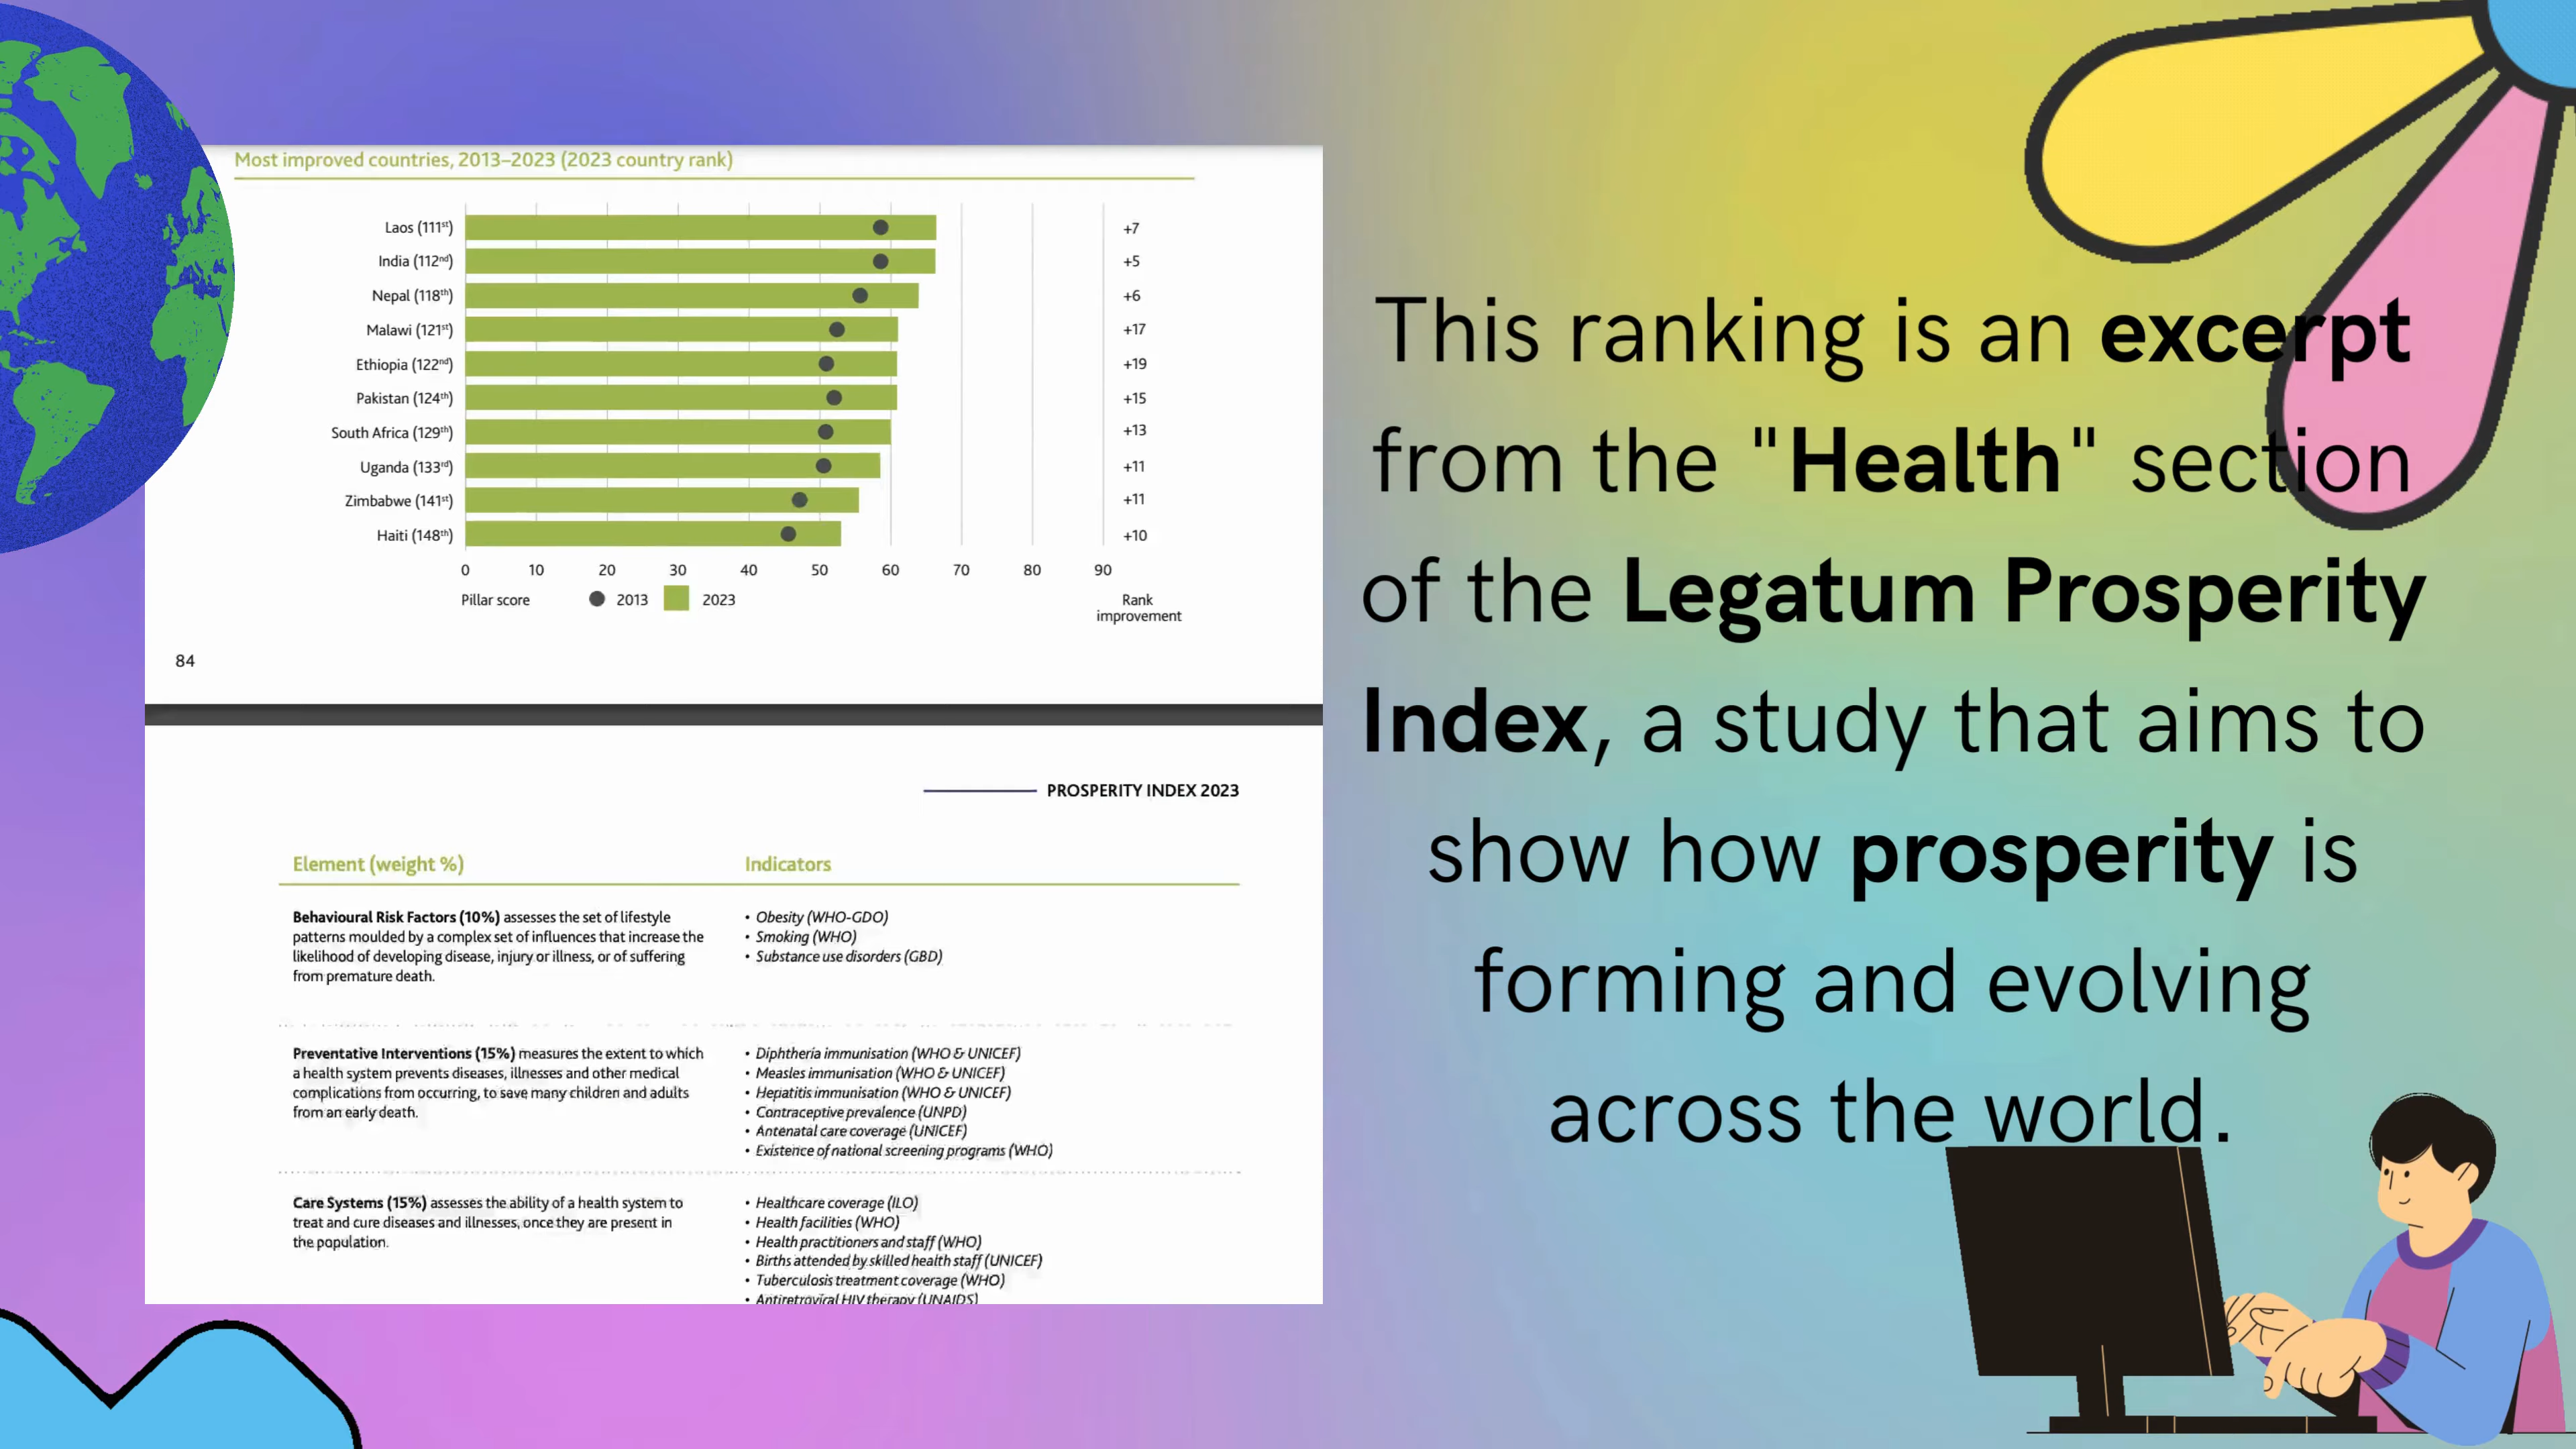 Most improved countries, 2013–2023 (2023 country rank)
Laos (111st) +7
India (112nd) +5
Nepal (118th) +6
Malawi (121st) +17
Ethiopia (122nd) +19
Pakistan (124th) +15
South Africa (129th) +13
Uganda (133rd) +11
Zimbabwe (141st) +11
Haiti (148th) +10
0 10 20 30 40 50 60 70 80 90
Pillar score 2013 2023 Rank
improvement
84
PROSPERITY INDEX 2023
Element (weight %) Indicators
Behavioural Risk Factors (10%) assesses the set of lifestyle
patterns moulded by a complex set of influences that increase the
likelihood of developing disease, injury or illness, or of suffering
from premature death.
• Obesity (WHO-GDO)
• Smoking (WHO)
• Substance use disorders (GBD)
Preventative Interventions (15%) measures the extent to which
a health system prevents diseases, illnesses and other medical
complications from occurring, to save many children and adults
from an early death.
• Diphtheria immunisation (WHO & UNICEF)
• Measles immunisation (WHO & UNICEF)
• Hepatitis immunisation (WHO & UNICEF)
• Contraceptive prevalence (UNPD)
• Antenatal care coverage (UNICEF)
• Existence of national screening programs (WHO)
Care Systems (15%) assesses the ability of a health system to
treat and cure diseases and illnesses, once they are present in
the population.
• Healthcare coverage (ILO)
• Health facilities (WHO)
• Health practitioners and staff (WHO)
• Births attended by skilled health staff (UNICEF)
• Tuberculosis treatment coverage (WHO)
• Antiretroviral HIV therapy (UNAIDS)
This ranking is an excerpt
from the "Health" section
of the Legatum Prosperity
Index, a study that aims to
show how prosperity is
forming and evolving
across the world.